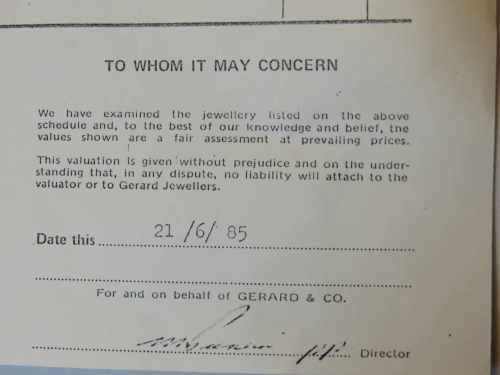 TO WHOM IT MAY CONCERN
We have examined the jewellery listed on the above
schedule and, to the best of our knowledge and belief, the
values shown are a fair assessment at prevailing prices.
This valuation is given without prejudice and on the under-
standing that, in any dispute, no liability will attach to the
valuator or to Gerard Jewellers.
Date this 21/6/85
For and on behalf of GERARD & CO.
Director